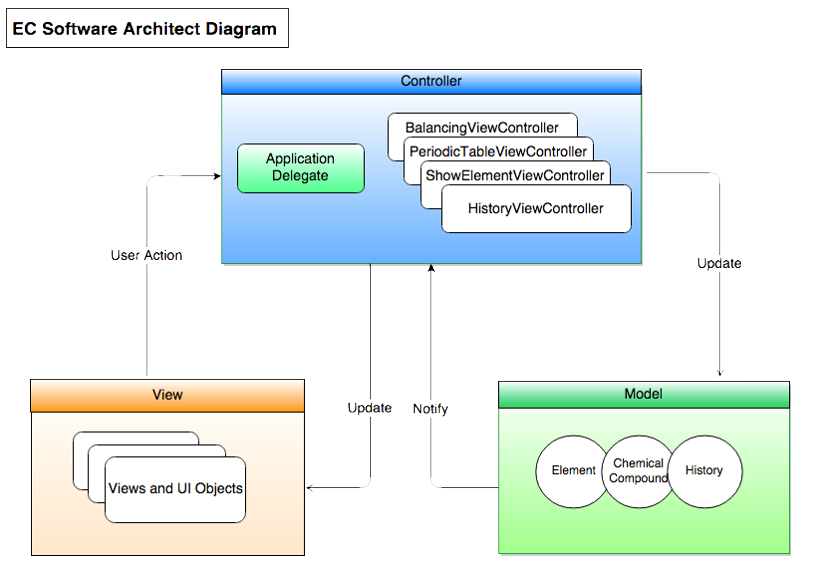 EC Software Architect Diagram
Controller
Application
Delegate
BalancingViewController
PeriodicTableViewController
ShowElementViewController
HistoryViewController
User Action
Update
Update
Notify
View
Views and UI Objects
Model
Element
Chemical
Compound
History